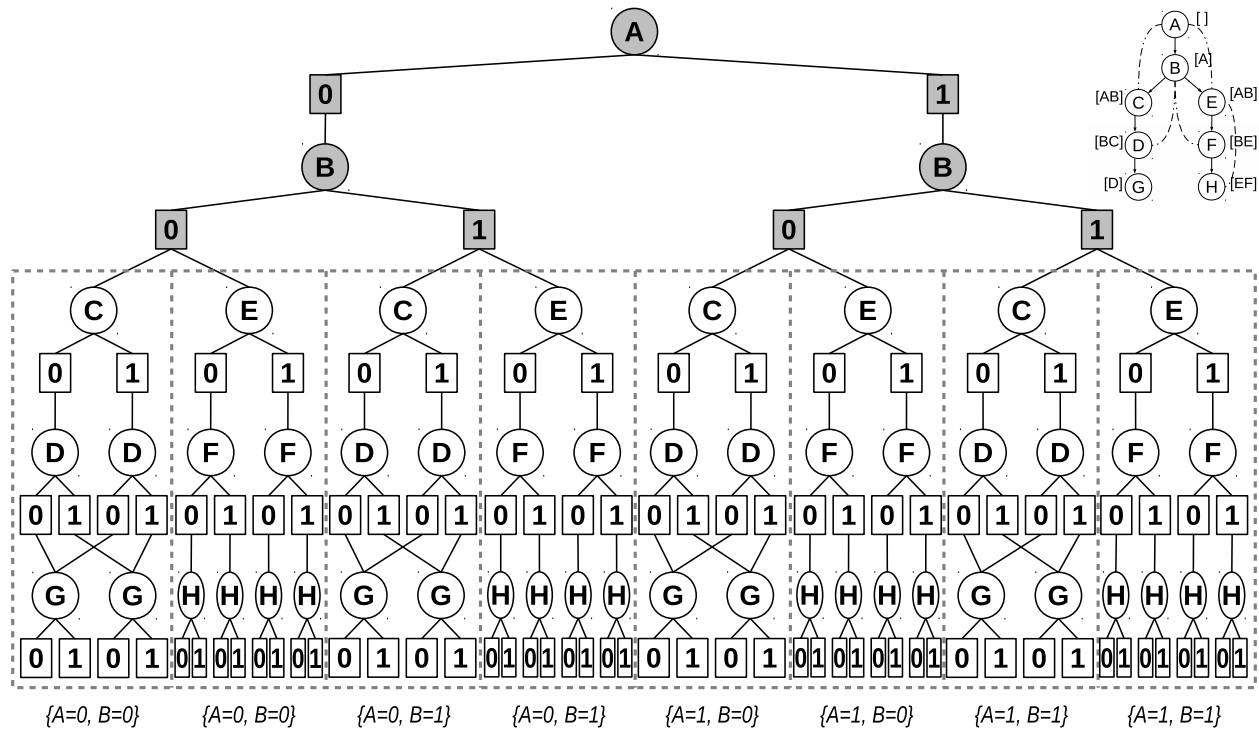 A
0 1
B B
0 1 0 1
C E C E C E C E
0 1 0 1 0 1 0 1 0 1 0 1 0 1 0 1
D D F F D D F F D D F F D D F F
0 1 0 1 0 1 0 1 0 1 0 1 0 1 0 1 0 1 0 1 0 1 0 1 0 1 0 1 0 1 0 1
G G H H H H G G H H H H G G H H H H G G H H H H
0 1 0 1 0 1 0 1 0 1 0 1 0 1 0 1 0 1 0 1 0 1 0 1 0 1 0 1 0 1 0 1 0 1 0 1 0 1 0 1 0 1 0 1 0 1 0 1
{A=0, B=0} {A=0, B=0} {A=0, B=1} {A=0, B=1} {A=1, B=0} {A=1, B=0} {A=1, B=1} {A=1, B=1}
A [ ]
B [A]
[AB] C E [AB]
[BC] D F [BE]
[D] G H [EF]